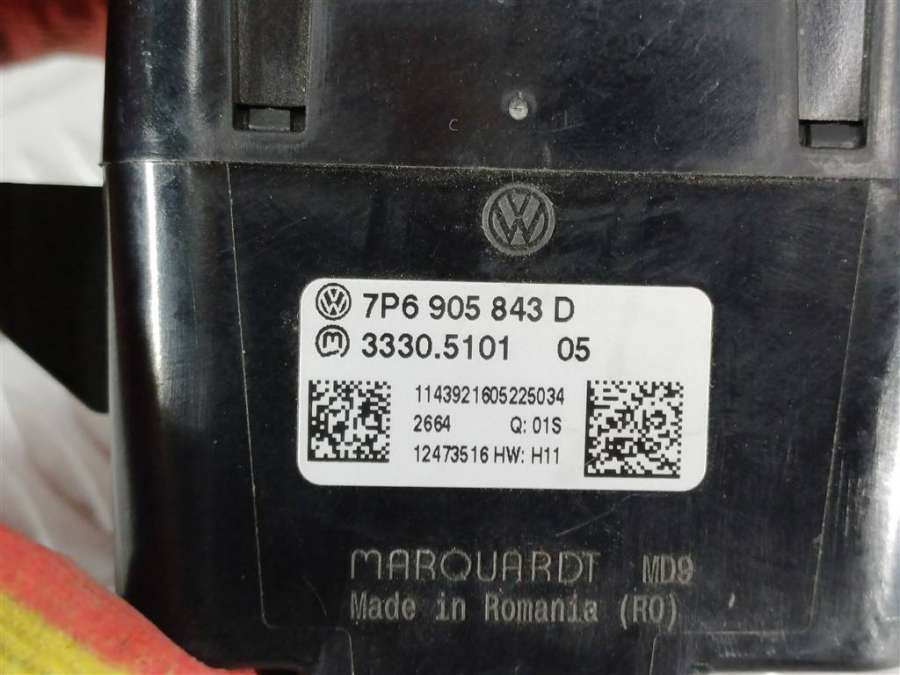 7P6 905 843 D
3330.5101 05
1143921605225034
2664 Q: 01S
12473516 HW: H11
MARQUARDT MD9
Made in Romania (RO)